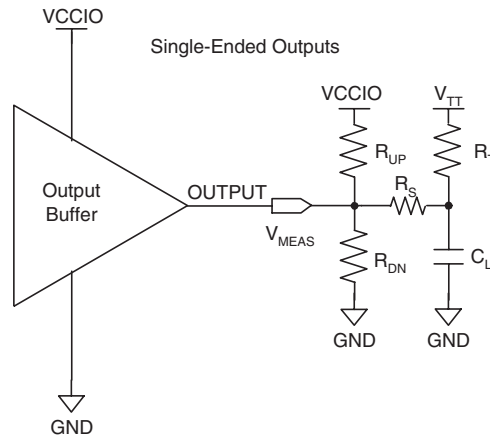 VCCIO
Single-Ended Outputs
VCCIO
VTT
RUP
RS
Output
Buffer
OUTPUT
VMEAS
RDN
CL
GND
GND
GND